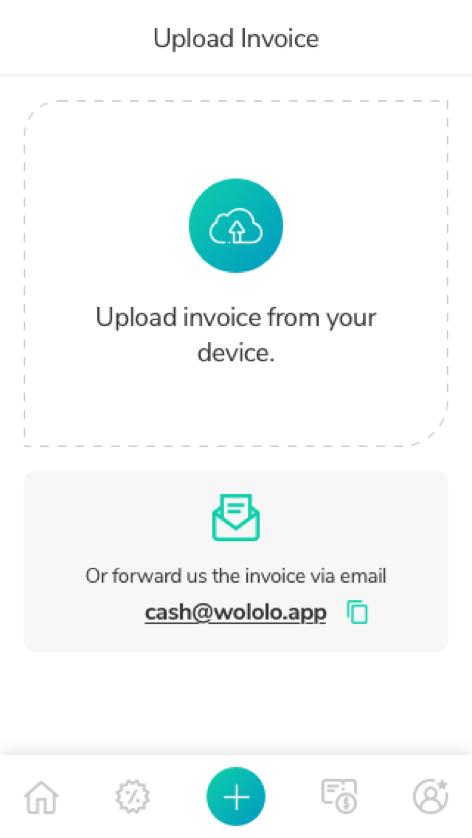 Upload Invoice
Upload invoice from your
device.
Or forward us the invoice via email
cash@wololo.app